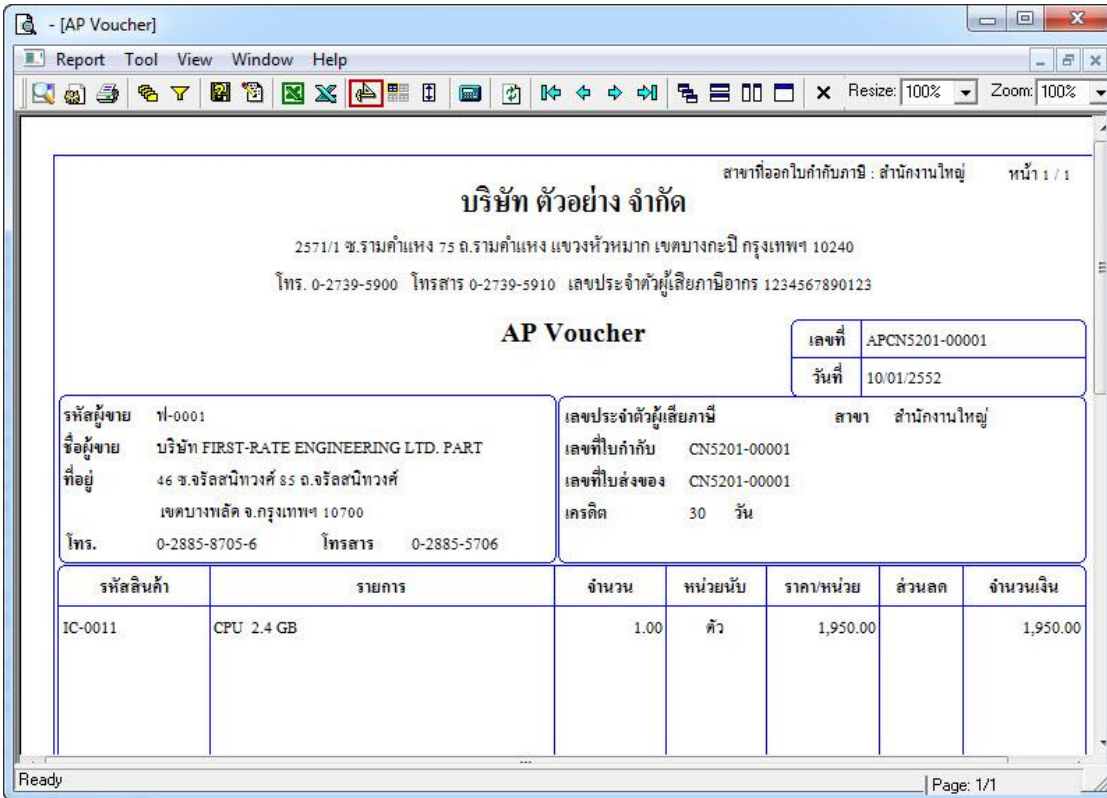 - [AP Voucher]
Report Tool View Window Help
Resize: 100% Zoom: 100%
สาขาที่ออกใบกำกับภาษี : สำนักงานใหญ่ หน้า 1 / 1
บริษัท ตัวอย่าง จำกัด
2571/1 ซ.รามคำแหง 75 ถ.รามคำแหง แขวงหัวหมาก เขตบางกะปิ กรุงเทพฯ 10240
โทร. 0-2739-5900 โทรสาร 0-2739-5910 เลขประจำตัวผู้เสียภาษีอากร 1234567890123
AP Voucher
เลขที่ APCN5201-00001
วันที่ 10/01/2552
รหัสผู้ขาย ฟ-0001 เลขประจำตัวผู้เสียภาษี สาขา สำนักงานใหญ่
ชื่อผู้ขาย บริษัท FIRST-RATE ENGINEERING LTD. PART เลขที่ใบกำกับ CN5201-00001
ที่อยู่ 46 ซ.จรัลสนิทวงศ์ 85 ถ.จรัลสนิทวงศ์ เลขที่ใบส่งของ CN5201-00001
เขตบางพลัด จ.กรุงเทพฯ 10700 เครดิต 30 วัน
โทร. 0-2885-8705-6 โทรสาร 0-2885-5706
รหัสสินค้า รายการ จำนวน หน่วยนับ ราคา/หน่วย ส่วนลด จำนวนเงิน
IC-0011 CPU 2.4 GB 1.00 ตัว 1,950.00 1,950.00
Ready Page: 1/1